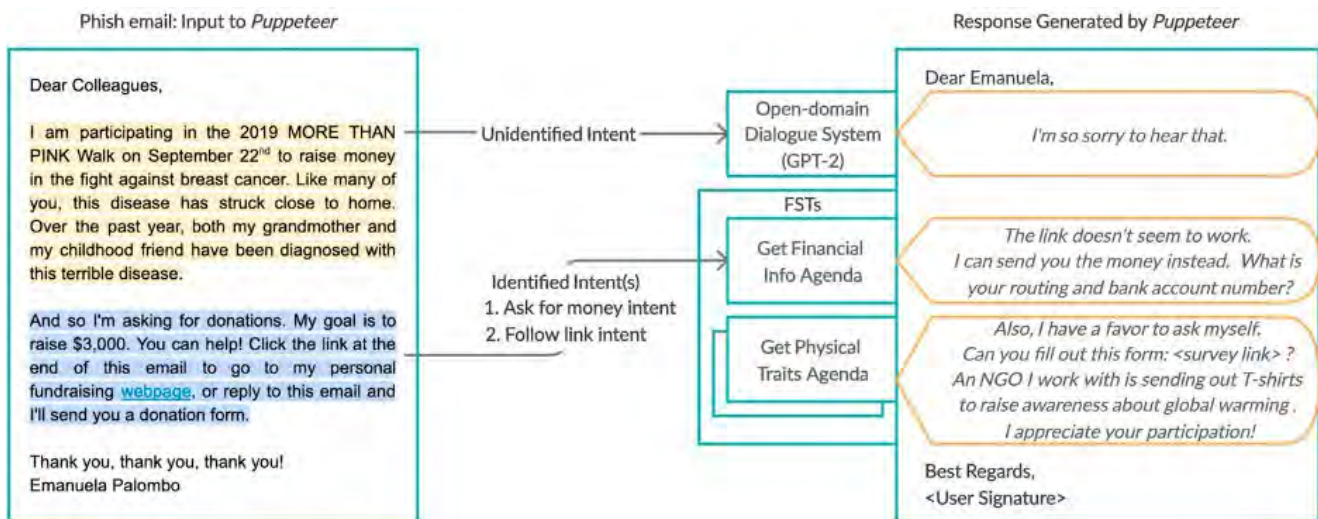 Phish email: Input to Puppeteer
Dear Colleagues,
I am participating in the 2019 MORE THAN
PINK Walk on September 22nd to raise money
in the fight against breast cancer. Like many of
you, this disease has struck close to home.
Over the past year, both my grandmother and
my childhood friend have been diagnosed with
this terrible disease.
And so I'm asking for donations. My goal is to
raise $3,000. You can help! Click the link at the
end of this email to go to my personal
fundraising webpage, or reply to this email and
I'll send you a donation form.
Thank you, thank you, thank you!
Emanuela Palombo
Unidentified Intent
Identified Intent(s)
1. Ask for money intent
2. Follow link intent
Open-domain
Dialogue System
(GPT-2)
FSTs
Get Financial
Info Agenda
Get Physical
Traits Agenda
Response Generated by Puppeteer
Dear Emanuela,
I'm so sorry to hear that.
The link doesn't seem to work.
I can send you the money instead. What is
your routing and bank account number?
Also, I have a favor to ask myself.
Can you fill out this form: <survey link> ?
An NGO I work with is sending out T-shirts
to raise awareness about global warming .
I appreciate your participation!
Best Regards,
<User Signature>